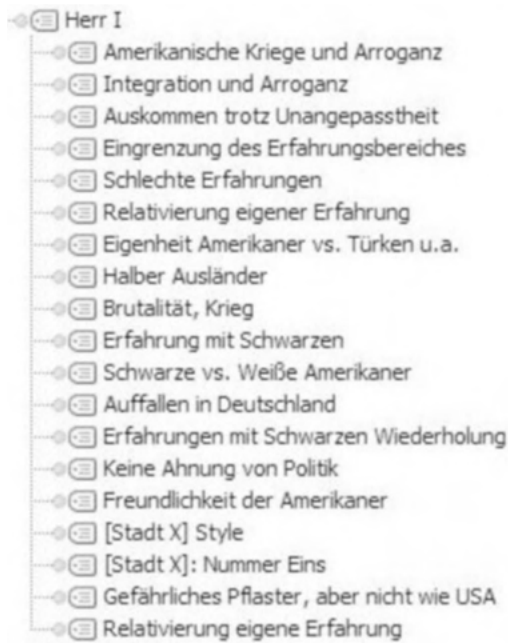 Herr I
Amerikanische Kriege und Arroganz
Integration und Arroganz
Auskommen trotz Unangepasstheit
Eingrenzung des Erfahrungsbereiches
Schlechte Erfahrungen
Relativierung eigener Erfahrung
Eigenheit Amerikaner vs. Türken u.a.
Halber Ausländer
Brutalität, Krieg
Erfahrung mit Schwarzen
Schwarze vs. Weiße Amerikaner
Auffallen in Deutschland
Erfahrungen mit Schwarzen Wiederholung
Keine Ahnung von Politik
Freundlichkeit der Amerikaner
[Stadt X] Style
[Stadt X]: Nummer Eins
Gefährliches Pflaster, aber nicht wie USA
Relativierung eigene Erfahrung